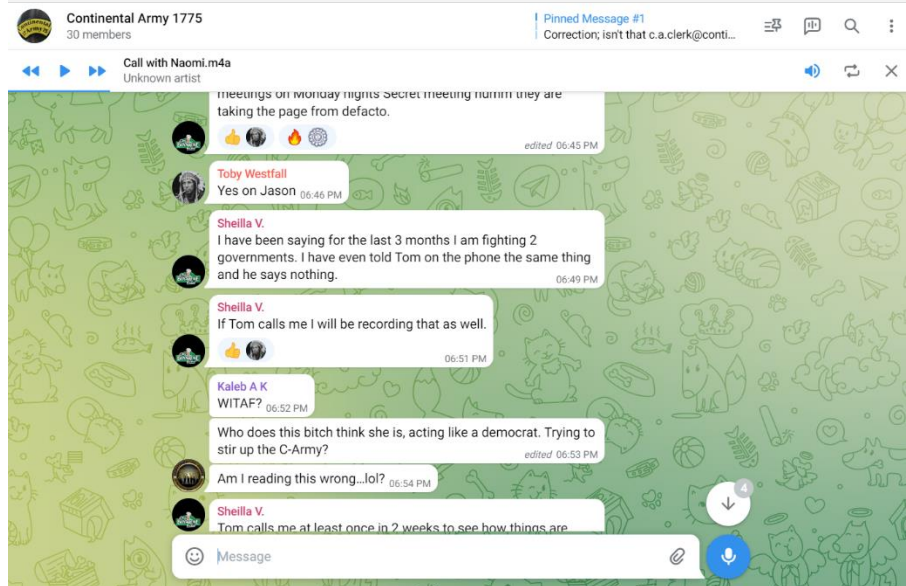 Continental Army 1775
30 members
Pinned Message #1
Correction; isn't that c.a.clerk@conti...
Call with Naomi.m4a
Unknown artist
meetings on Monday nights Secret meeting humm they are
taking the page from defacto.
edited 06:45 PM
Toby Westfall
Yes on Jason 06:46 PM
Sheilla V.
I have been saying for the last 3 months I am fighting 2
governments. I have even told Tom on the phone the same thing
and he says nothing.
06:49 PM
Sheilla V.
If Tom calls me I will be recording that as well.
06:51 PM
Kaleb A K
WITAF? 06:52 PM
Who does this bitch think she is, acting like a democrat. Trying to
stir up the C-Army?
edited 06:53 PM
Am I reading this wrong...lol? 06:54 PM
4
Sheilla V.
Tom calls me at least once in 2 weeks to see how things are
Message